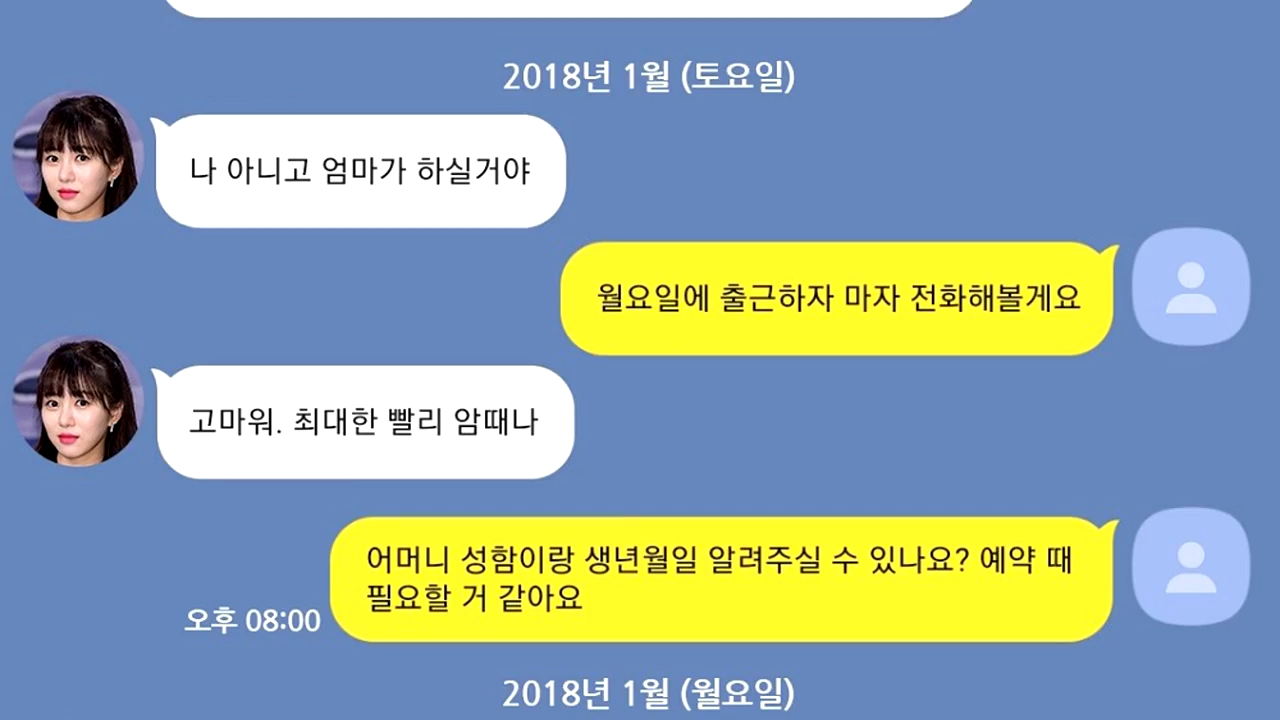 2018년 1월 (토요일)
나 아니고 엄마가 하실거야
월요일에 출근하자 마자 전화해볼게요
고마워. 최대한 빨리 암때나
어머니 성함이랑 생년월일 알려주실 수 있나요? 예약 때
필요할 거 같아요
오후 08:00
2018년 1월 (월요일)